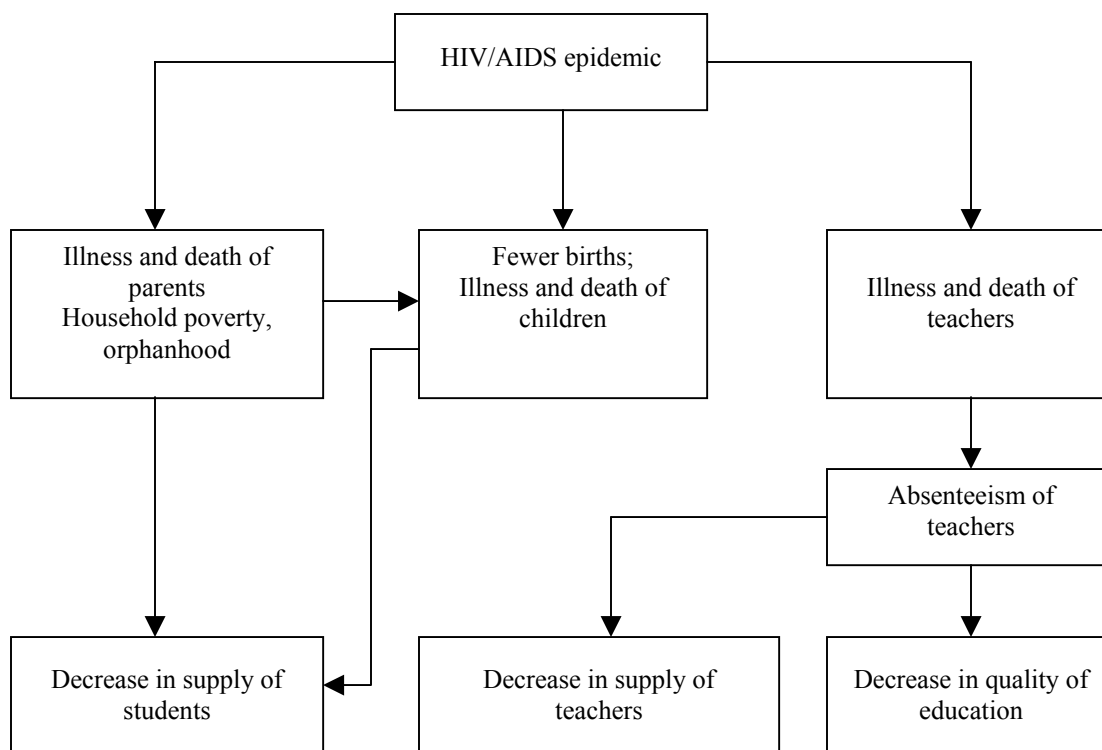 HIV/AIDS epidemic
Illness and death of
parents
Household poverty,
orphanhood
Fewer births;
Illness and death of
children
Illness and death of
teachers
Absenteeism of
teachers
Decrease in supply of
students
Decrease in supply of
teachers
Decrease in quality of
education